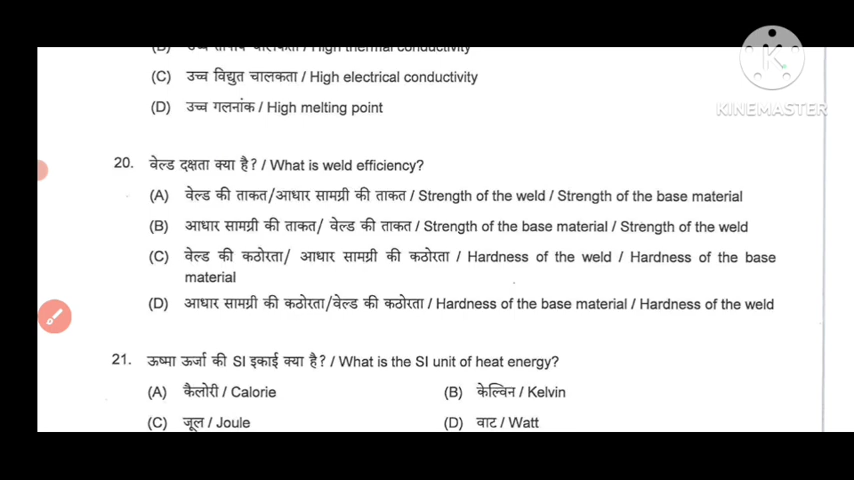 KINEMASTER
/ High thermal conductivity
(C) उच्च विद्युत चालकता / High electrical conductivity
(D) उच्च गलनांक / High melting point
20. वेल्ड दक्षता क्या है? / What is weld efficiency?
(A) वेल्ड की ताकत/आधार सामग्री की ताकत / Strength of the weld / Strength of the base material
(B) आधार सामग्री की ताकत/ वेल्ड की ताकत / Strength of the base material / Strength of the weld
(C) वेल्ड की कठोरता/ आधार सामग्री की कठोरता / Hardness of the weld / Hardness of the base
material
(D) आधार सामग्री की कठोरता/वेल्ड की कठोरता / Hardness of the base material / Hardness of the weld
21. ऊष्मा ऊर्जा की SI इकाई क्या है? / What is the SI unit of heat energy?
(A) कैलोरी / Calorie (B) केल्विन / Kelvin
(C) जूल / Joule (D) वाट / Watt